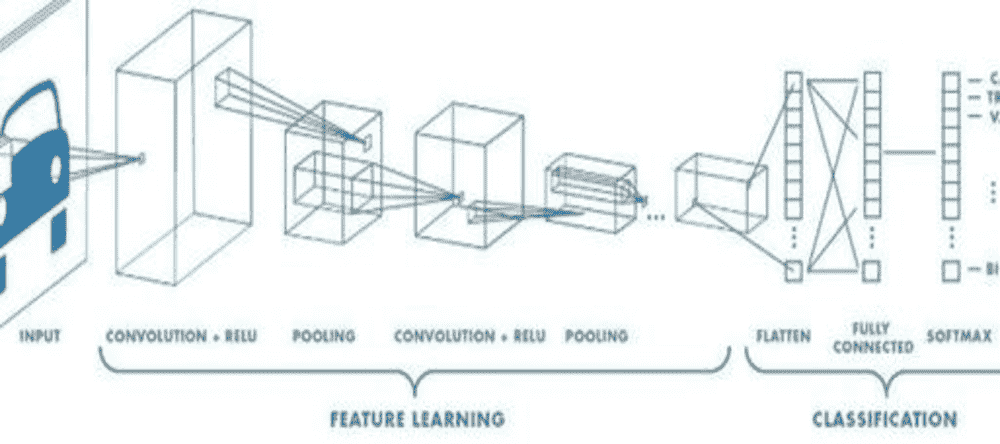 INPUT
CONVOLUTION + RELU
POOLING
CONVOLUTION + RELU
POOLING
FLATTEN
FULLY
CONNECTED
SOFTMAX
FEATURE LEARNING
CLASSIFICATION